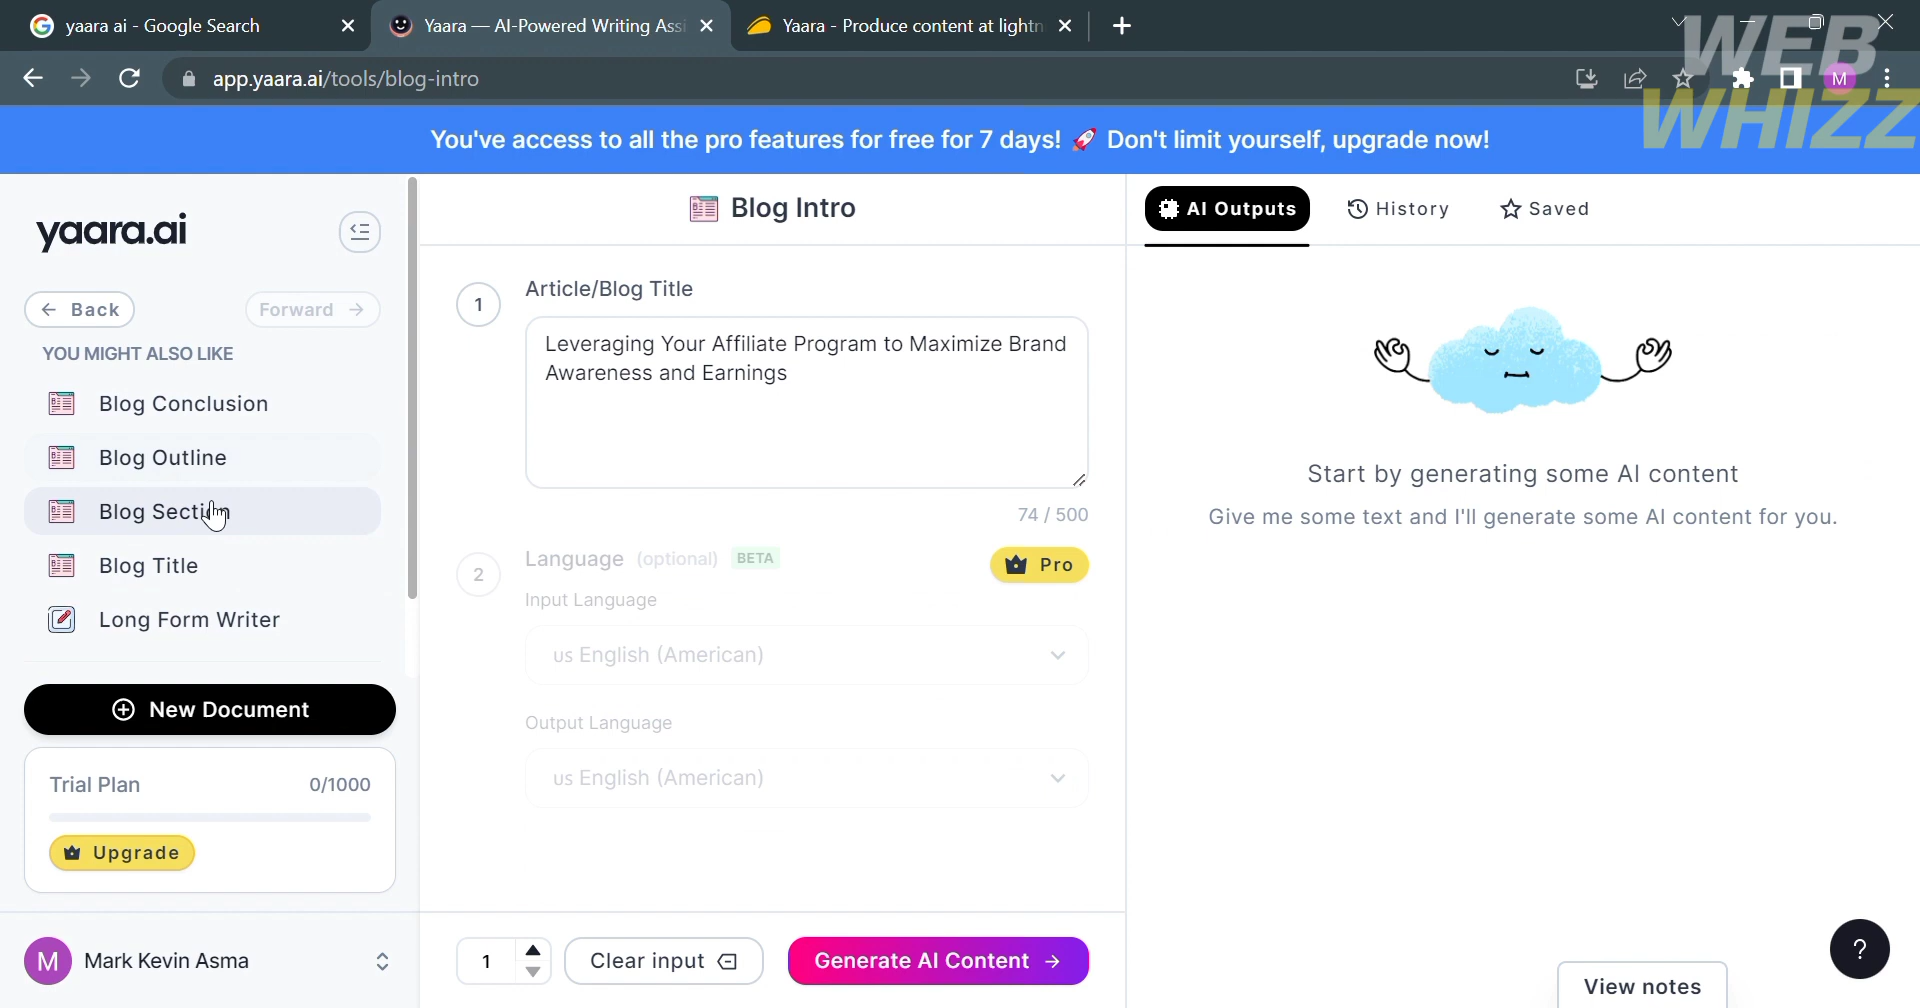 yaara ai - Google Search
Yaara — AI-Powered Writing Assi
Yaara - Produce content at lightn
app.yaara.ai/tools/blog-intro
M
WEB
WHIZZ
You've access to all the pro features for free for 7 days! 🚀 Don't limit yourself, upgrade now!
yaara.ai
Back
Forward
YOU MIGHT ALSO LIKE
Blog Conclusion
Blog Outline
Blog Section
Blog Title
Long Form Writer
New Document
Trial Plan
0/1000
Upgrade
M
Mark Kevin Asma
Blog Intro
1
Article/Blog Title
Leveraging Your Affiliate Program to Maximize Brand
Awareness and Earnings
74 / 500
2
Language (optional) BETA
Pro
Input Language
US English (American)
Output Language
US English (American)
1
Clear input
Generate AI Content
AI Outputs
History
Saved
Start by generating some AI content
Give me some text and I'll generate some AI content for you.
?
View notes